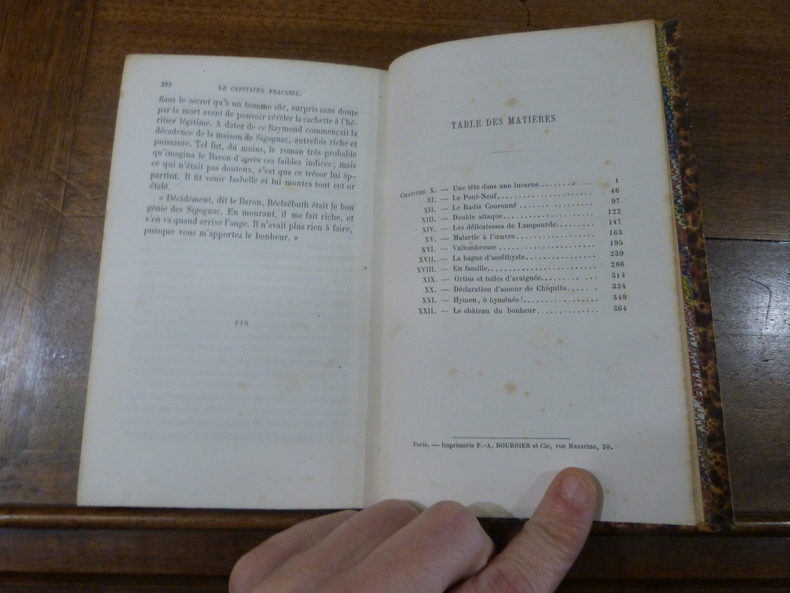 382
LE CAPITAINE FRACASSE.
fiant le secret qu'à un homme sûr, surpris sans doute
par la mort avant de pouvoir révéler la cachette à l'hé-
ritier légitime. A dater de ce Raymond commençait la
décadence de la maison de Sigognac, autrefois riche et
puissante. Tel fut, du moins, le roman très-probable
qu'imagina le Baron d'après ces faibles indices; mais
ce qui n'était pas douteux, c'est que ce trésor lui ap-
partînt. Il fit venir Isabelle et lui montra tout cet or
étalé.
« Décidément, dit le Baron, Béelzébuth était le bon
génie des Sigognac. En mourant, il me fait riche, et
s'en va quand arrive l'ange. Il n'avait plus rien à faire,
puisque vous m'apportez le bonheur. »
FIN
TABLE DES MATIÈRES
CHAPITRE X. — Une tête dans une lucarne 1
XI. — Le Pont-Neuf 46
XII. — Le Radis Couronné 97
XIII. — Double attaque 122
XIV. — Les délicatesses de Lampourde 147
XV. — Malartic à l'œuvre 163
XVI. — Vallombreuse 195
XVII. — La bague d'améthyste 239
XVIII. — En famille 286
XIX. — Orties et toiles d'araignée 314
XX. — Déclaration d'amour de Chiquita 334
XXI. — Hymen, ô hyménée! 349
XXII. — Le château du bonheur 364
Paris. — Imprimerie P.-A. BOURDIER et Cie, rue Mazarine, 30.